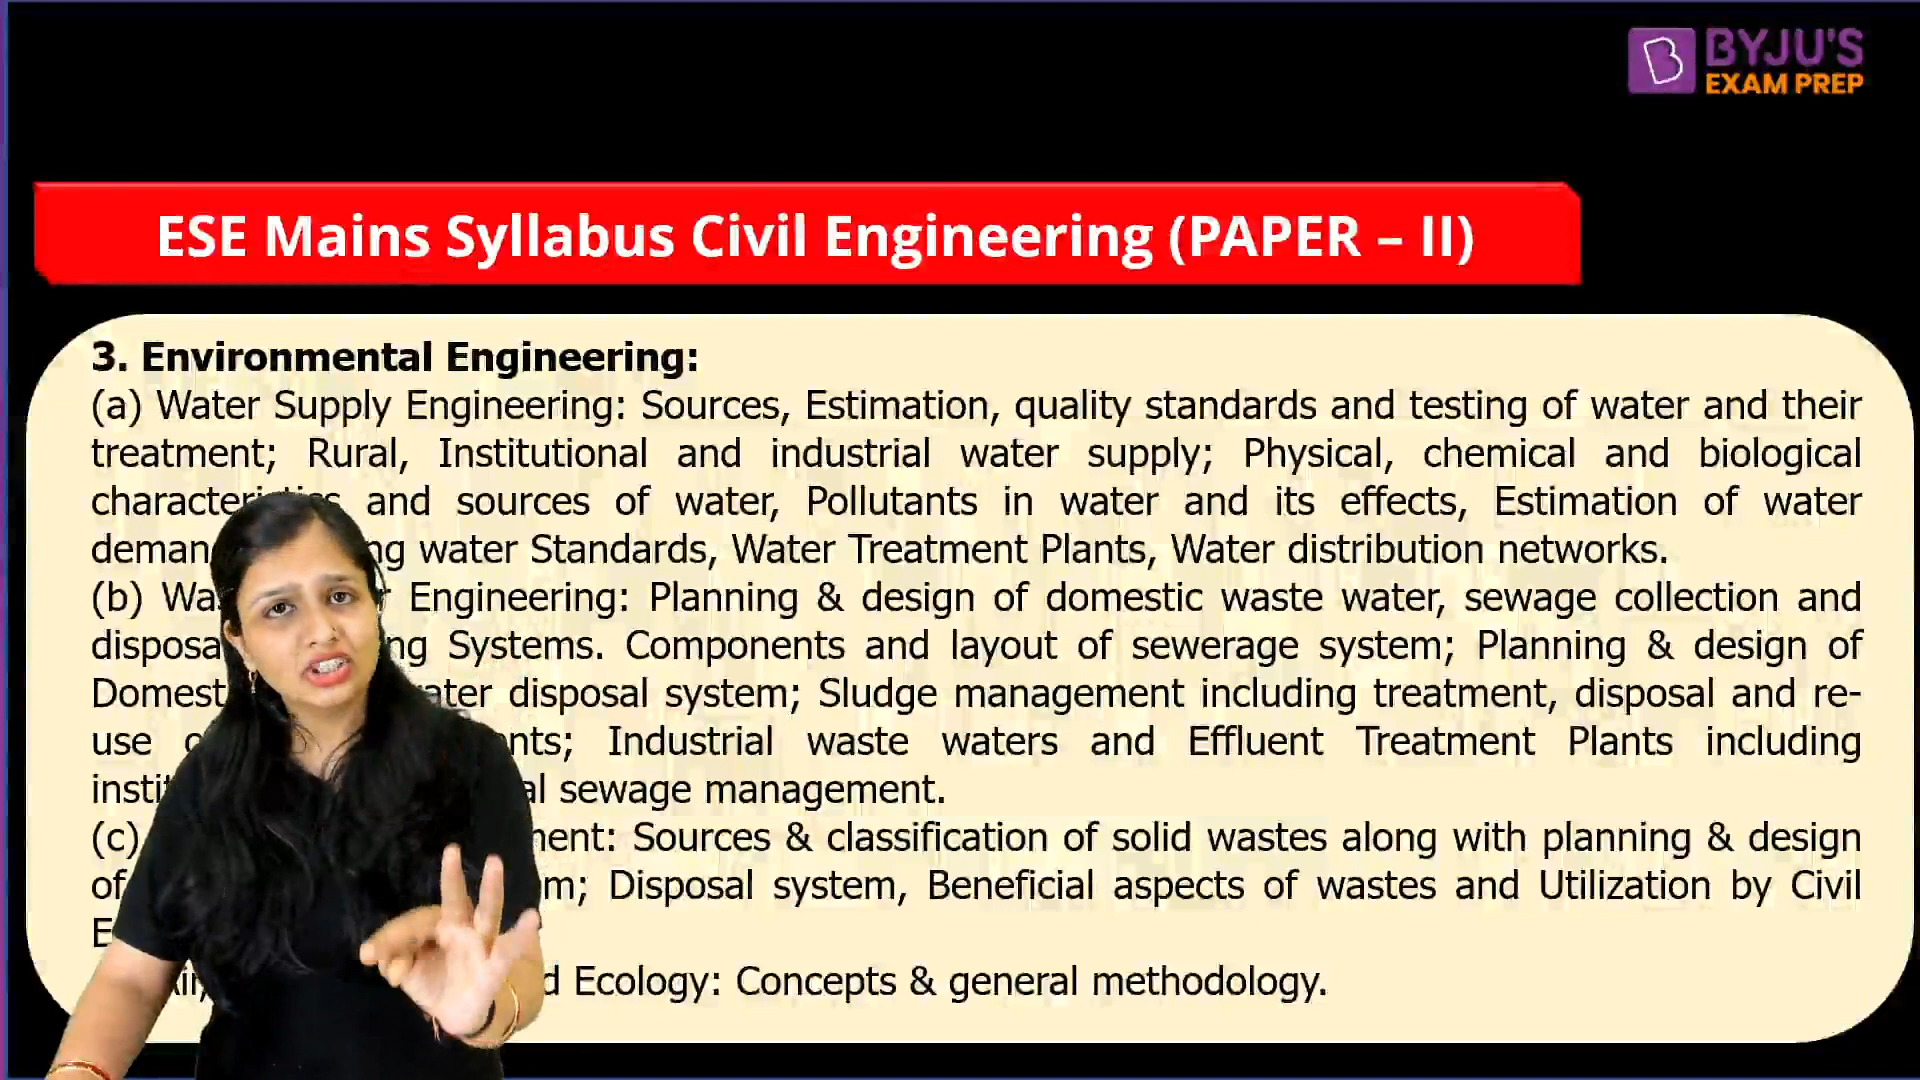 BYJU'S
EXAM PREP
ESE Mains Syllabus Civil Engineering (PAPER – II)
3. Environmental Engineering:
(a) Water Supply Engineering: Sources, Estimation, quality standards and testing of water and their
treatment; Rural, Institutional and industrial water supply; Physical, chemical and biological
characteristics and sources of water, Pollutants in water and its effects, Estimation of water
water Standards, Water Treatment Plants, Water distribution networks.
(b) Engineering: Planning & design of domestic waste water, sewage collection and
Systems. Components and layout of sewerage system; Planning & design of
disposal system; Sludge management including treatment, disposal and re-
use Industrial waste waters and Effluent Treatment Plants including
sewage management.
(c) Sources & classification of solid wastes along with planning & design
of Disposal system, Beneficial aspects of wastes and Utilization by Civil
Ecology: Concepts & general methodology.